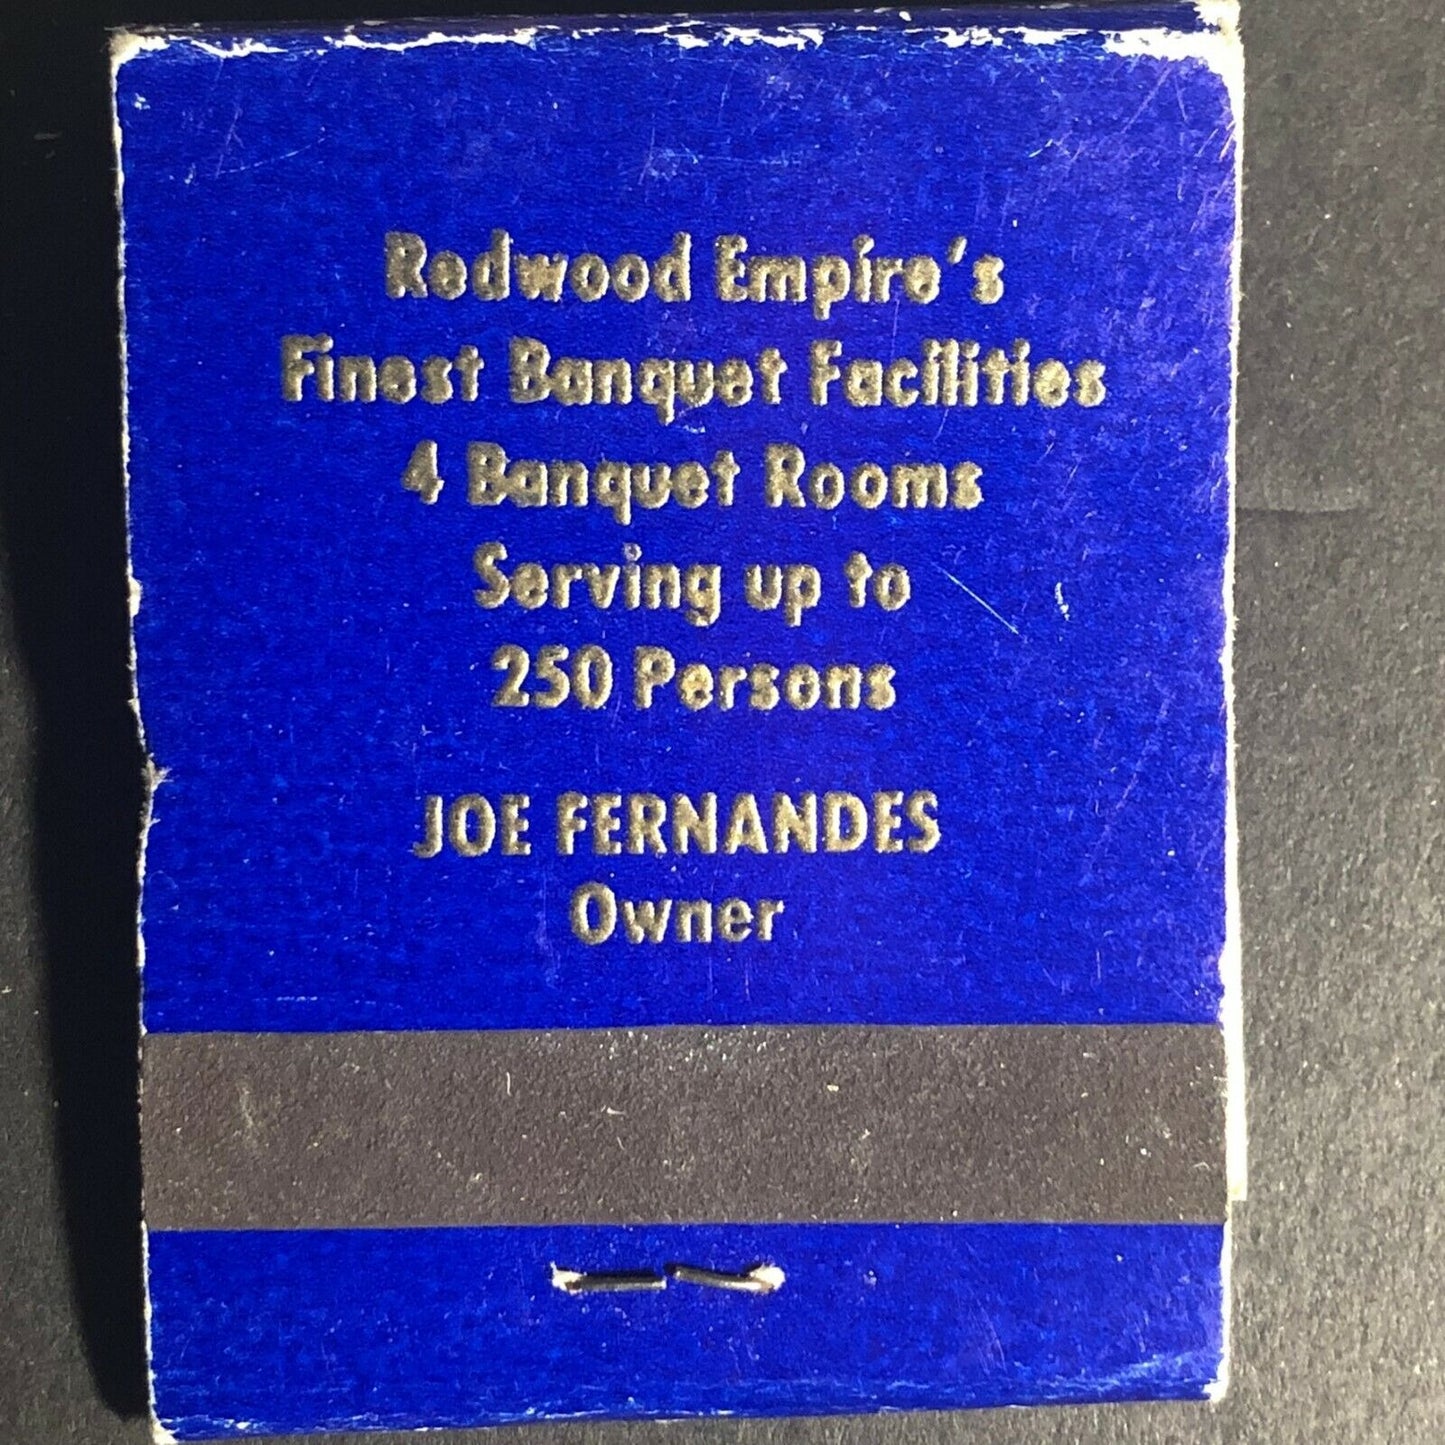 Redwood Empire's
Finest Banquet Facilities
4 Banquet Rooms
Serving up to
250 Persons
JOE FERNANDES
Owner